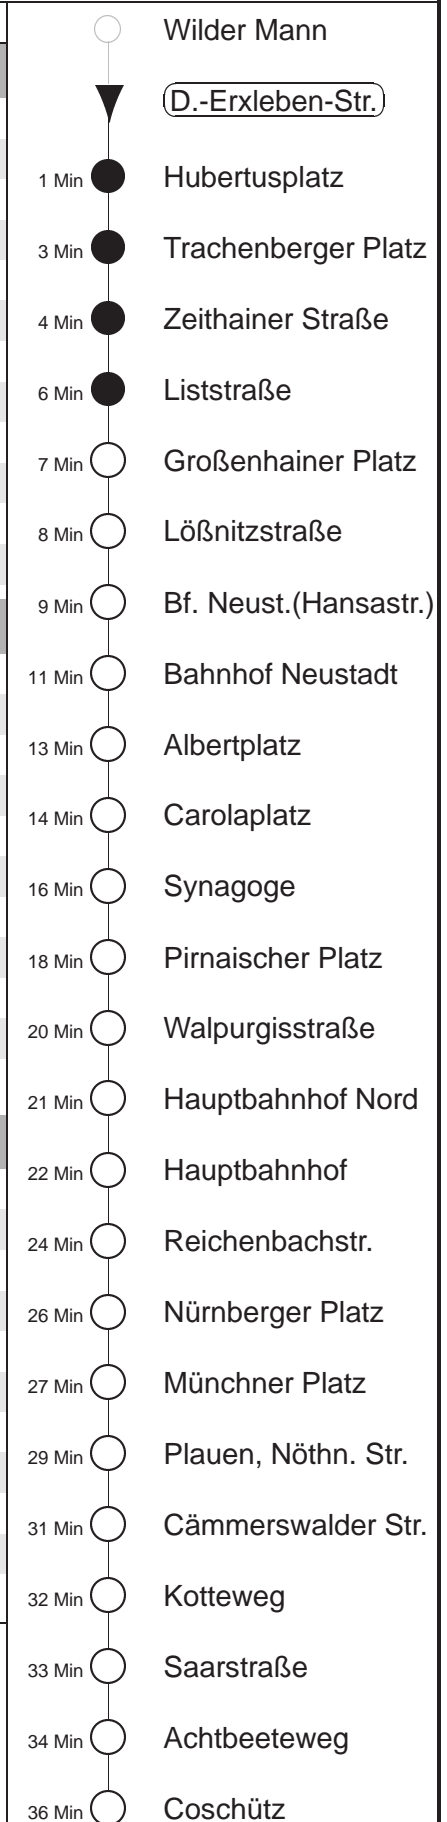 Wilder Mann
D.-Erxleben-Str.
1 Min Hubertusplatz
3 Min Trachenberger Platz
4 Min Zeithainer Straße
6 Min Liststraße
7 Min Großenhainer Platz
8 Min Lößnitzstraße
9 Min Bf. Neust.(Hansastr.)
11 Min Bahnhof Neustadt
13 Min Albertplatz
14 Min Carolaplatz
16 Min Synagoge
18 Min Pirnaischer Platz
20 Min Walpurgisstraße
21 Min Hauptbahnhof Nord
22 Min Hauptbahnhof
24 Min Reichenbachstr.
26 Min Nürnberger Platz
27 Min Münchner Platz
29 Min Plauen, Nöthn. Str.
31 Min Cämmerswalder Str.
32 Min Kotteweg
33 Min Saarstraße
34 Min Achtbeeteweg
36 Min Coschütz